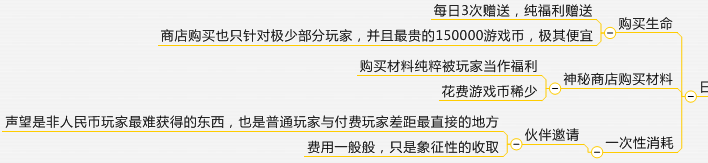 每日3次赠送，纯福利赠送
购买生命
商店购买也只针对极少部分玩家，并且最贵的150000游戏币，极其便宜
购买材料纯粹被玩家当作福利
神秘商店购买材料
花费游戏币稀少
声望是非人民币玩家最难获得的东西，也是普通玩家与付费玩家差距最直接的地方
伙伴邀请
一次性消耗
费用一般般，只是象征性的收取